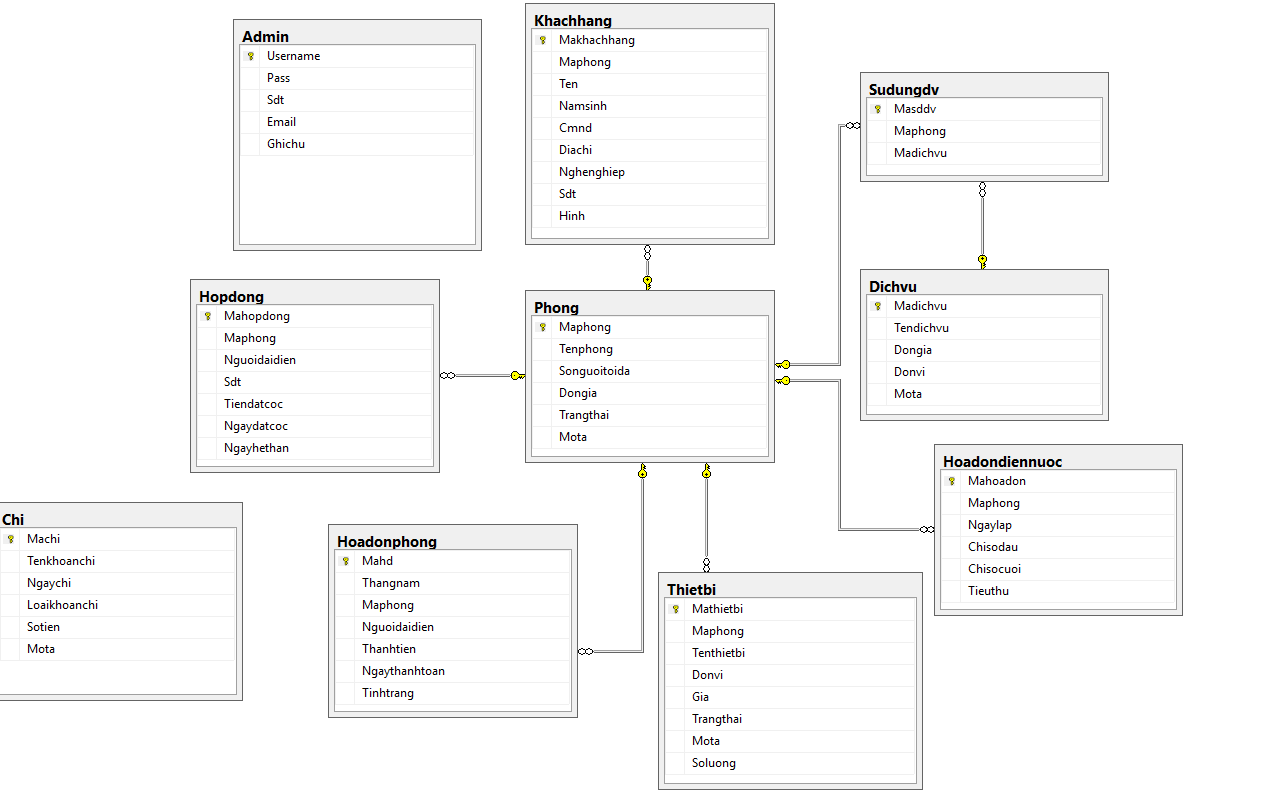 Admin
Username
Pass
Sdt
Email
Ghichu
Khachhang
Makhachhang
Maphong
Ten
Namsinh
Cmnd
Diachi
Nghenghiep
Sdt
Hinh
Sudungdv
Masddv
Maphong
Madichvu
Hopdong
Mahopdong
Maphong
Nguoidaidien
Sdt
Tiendatcoc
Ngaydatcoc
Ngayhethan
Phong
Maphong
Tenphong
Songuoitoida
Dongia
Trangthai
Mota
Dichvu
Madichvu
Tendichvu
Dongia
Donvi
Mota
Hoadondiennuoc
Mahoadon
Maphong
Ngaylap
Chisodau
Chisocuoi
Tieuthu
Chi
Machi
Tenkhoanchi
Ngaychi
Loaikhoanchi
Sotien
Mota
Hoadonphong
Mahd
Thangnam
Maphong
Nguoidaidien
Thanhtien
Ngaythanhtoan
Tinhtrang
Thietbi
Mathietbi
Maphong
Tenthietbi
Donvi
Gia
Trangthai
Mota
Soluong